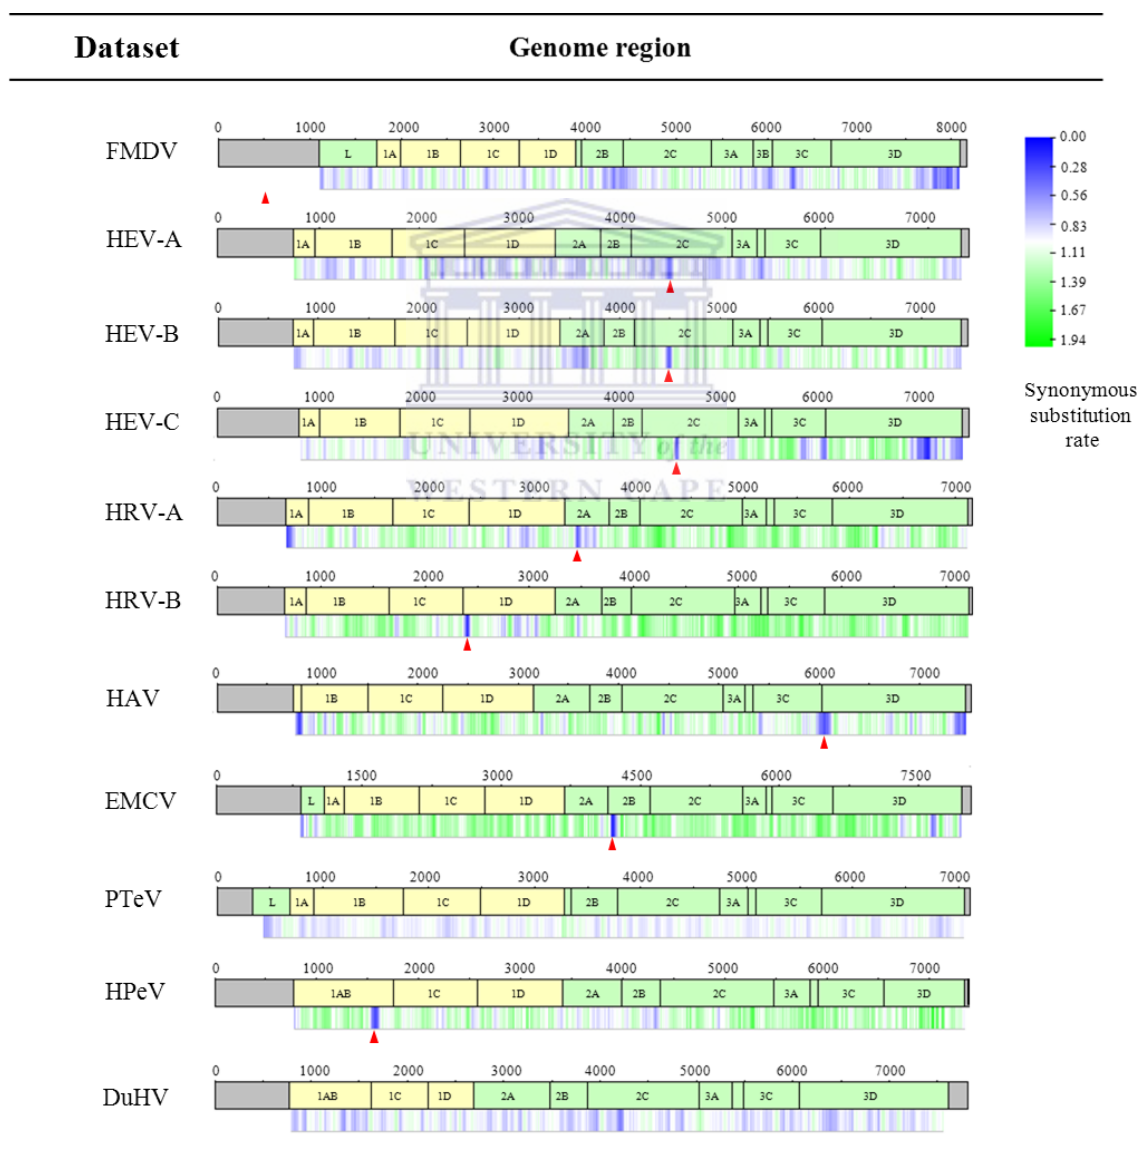 Dataset Genome region
0 1000 2000 3000 4000 5000 6000 7000 8000
FMDV L 1A 1B 1C 1D 2B 2C 3A 3B 3C 3D
0 1000 2000 3000 4000 5000 6000 7000
HEV-A 1A 1B 1C 1D 2A 2B 2C 3A 3C 3D
0 1000 2000 3000 4000 5000 6000 7000
HEV-B 1A 1B 1C 1D 2A 2B 2C 3A 3C 3D
0 1000 2000 3000 4000 5000 6000 7000
HEV-C 1A 1B 1C 1D 2A 2B 2C 3A 3C 3D
UNIVERSITY of the
WESTERN CAPE
0 1000 2000 3000 4000 5000 6000 7000
HRV-A 1A 1B 1C 1D 2A 2B 2C 3A 3C 3D
0 1000 2000 3000 4000 5000 6000 7000
HRV-B 1A 1B 1C 1D 2A 2B 2C 3A 3C 3D
0 1000 2000 3000 4000 5000 6000 7000
HAV 1B 1C 1D 2A 2B 2C 3A 3C 3D
0 1500 3000 4500 6000 7500
EMCV L 1A 1B 1C 1D 2A 2B 2C 3A 3C 3D
0 1000 2000 3000 4000 5000 6000 7000
PTeV L 1A 1B 1C 1D 2B 2C 3A 3C 3D
0 1000 2000 3000 4000 5000 6000 7000
HPeV 1AB 1C 1D 2A 2B 2C 3A 3C 3D
0 1000 2000 3000 4000 5000 6000 7000
DuHV 1AB 1C 1D 2A 2B 2C 3A 3C 3D
0.00
0.28
0.56
0.83
1.11
1.39
1.67
1.94
Synonymous
substitution
rate